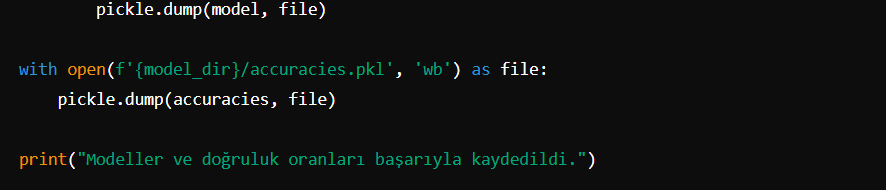 pickle.dump(model, file)
with open(f'{model_dir}/accuracies.pkl', 'wb') as file:
pickle.dump(accuracies, file)
print("Modeller ve doğruluk oranları başarıyla kaydedildi.")